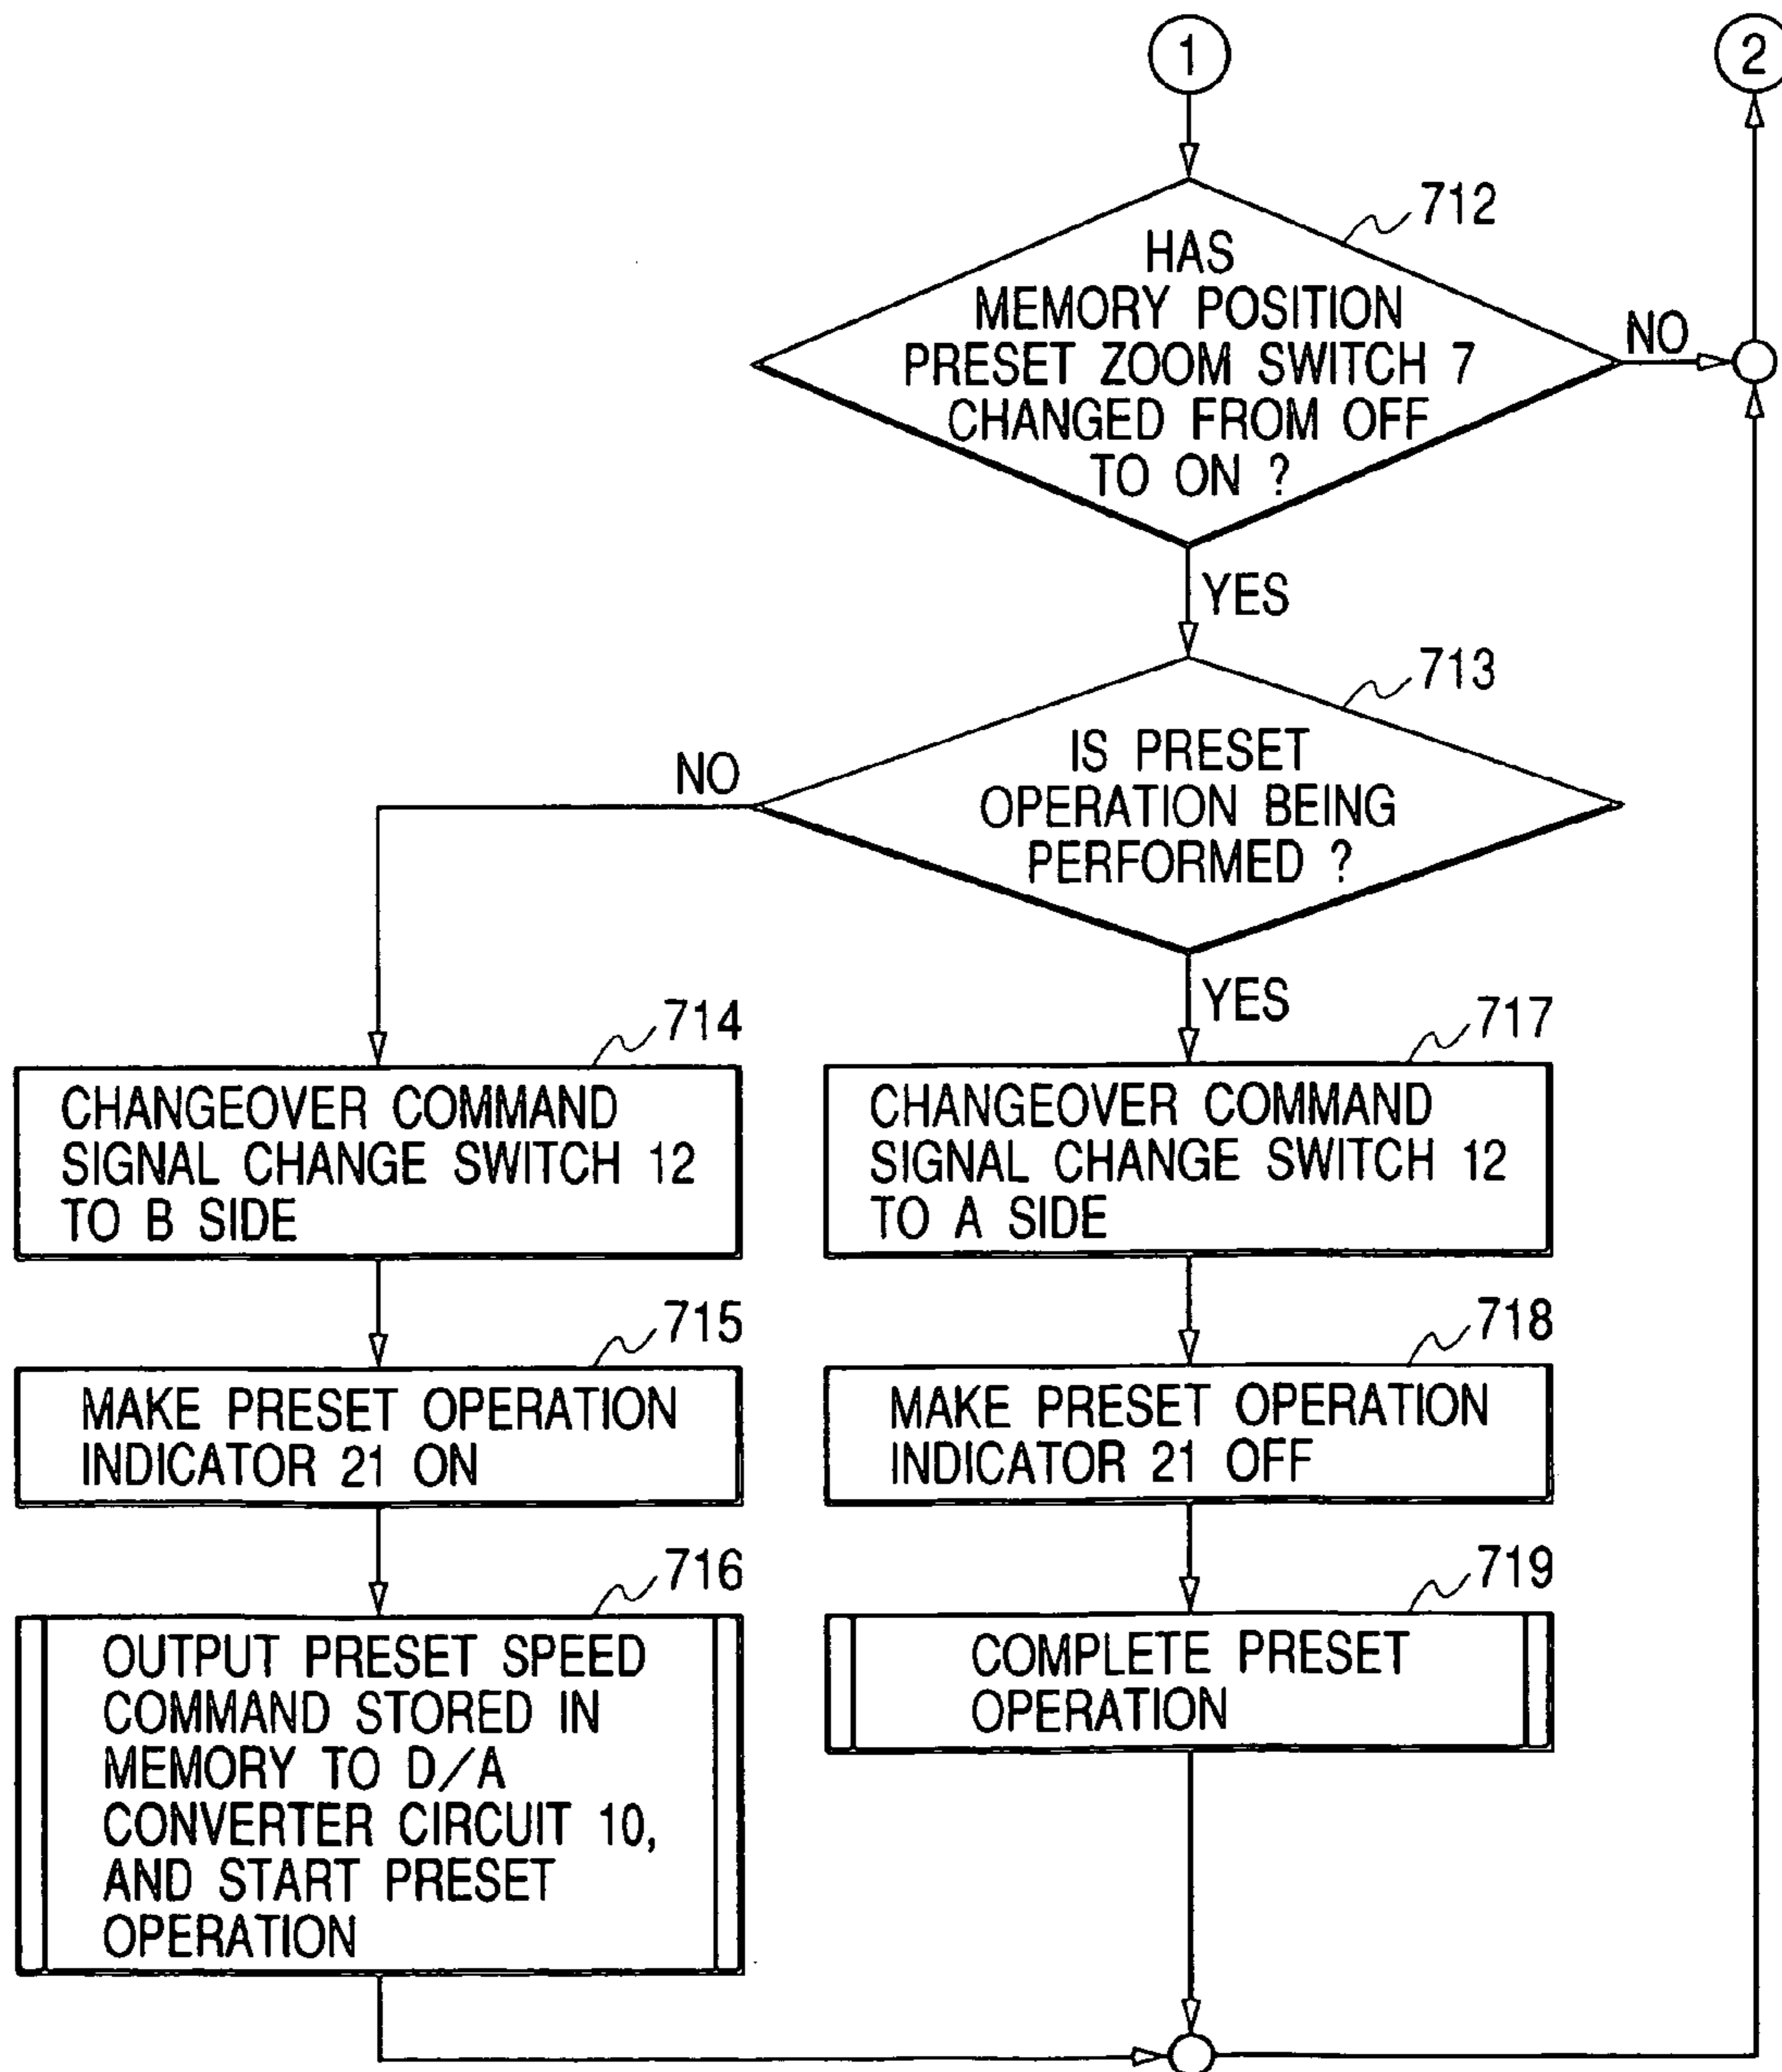 1
2
712
HAS
MEMORY POSITION
PRESET ZOOM SWITCH 7
CHANGED FROM OFF
TO ON ?
NO
YES
713
IS PRESET
OPERATION BEING
PERFORMED ?
NO
YES
714
CHANGEOVER COMMAND
SIGNAL CHANGE SWITCH 12
TO B SIDE
717
CHANGEOVER COMMAND
SIGNAL CHANGE SWITCH 12
TO A SIDE
715
MAKE PRESET OPERATION
INDICATOR 21 ON
718
MAKE PRESET OPERATION
INDICATOR 21 OFF
716
OUTPUT PRESET SPEED
COMMAND STORED IN
MEMORY TO D/A
CONVERTER CIRCUIT 10,
AND START PRESET
OPERATION
719
COMPLETE PRESET
OPERATION